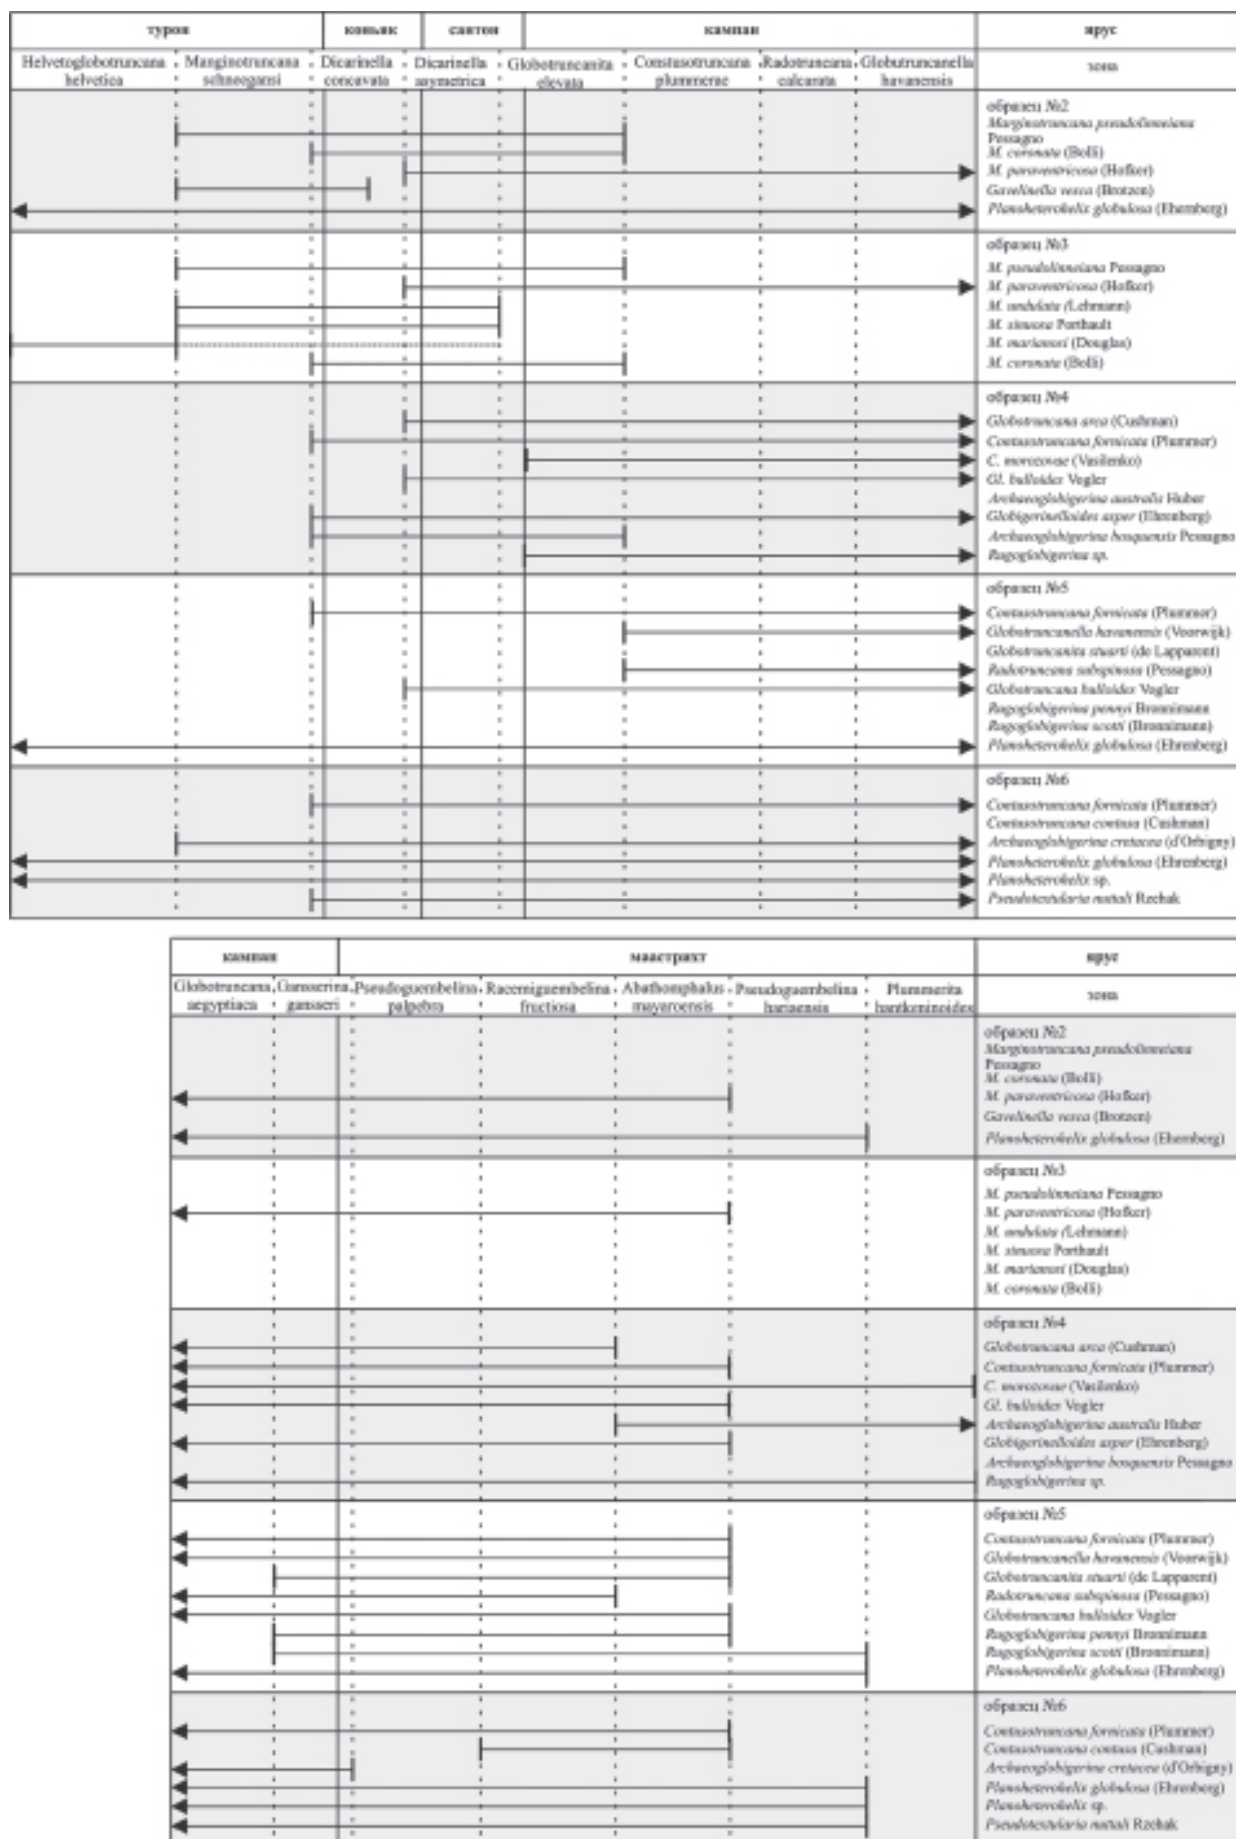 турон коньяк сантон кампан ярус
Helvetoglobotruncana Marginotruncana Dicarinella Dicarinella Globotruncanita Constusotruncana Radotruncana Globutruncanella зона
helvetica schneegansi concavata asymetrica elevata plummerae calcarata havanensis
образец №2
Marginotruncana pseudolinneiana
Pessagno
M. coronata (Bolli)
M. paraventricosa (Hofker)
Gavelinella vesca (Brotzen)
Planoheterohelix globulosa (Ehernberg)
образец №3
M. pseudolinneiana Pessagno
M. paraventricosa (Hofker)
M. undulata (Lehmann)
M. sinuosa Porthault
M. marianosi (Douglas)
M. coronata (Bolli)
образец №4
Globotruncana arca (Cushman)
Contusotruncana fornicata (Plummer)
C. morozovae (Vasilenko)
Gl. bulloides Vogler
Archaeoglobigerina australis Huber
Globigerinelloides asper (Ehrenberg)
Archaeoglobigerina bosquensis Pessagno
Rugoglobigerina sp.
образец №5
Contusotruncana fornicata (Plummer)
Globotruncanella havanensis (Voorwijk)
Globotruncanita stuarti (de Lapparent)
Radotruncana subspinosa (Pessagno)
Globotruncana bulloides Vogler
Rugoglobigerina pennyi Bronnimann
Rugoglobigerina scotti (Bronnimann)
Planoheterohelix globulosa (Ehrenberg)
образец №6
Contusotruncana fornicata (Plummer)
Contusotruncana contusa (Cushman)
Archaeoglobigerina cretacea (d'Orbigny)
Planoheterohelix globulosa (Ehrenberg)
Planoheterohelix sp.
Pseudotextularia nuttali Rzehak
кампан маастрихт ярус
Globotruncana Gansserina Pseudoguembelina Racemiguembelina Abathomphalus Pseudoguembelina Plummerita зона
aegyptiaca gansseri palpebra fructiosa mayaroensis hariaensis hantkeninoides
образец №2
Marginotruncana pseudolinneiana
Pessagno
M. coronata (Bolli)
M. paraventricosa (Hofker)
Gavelinella vesca (Brotzen)
Planoheterohelix globulosa (Ehernberg)
образец №3
M. pseudolinneiana Pessagno
M. paraventricosa (Hofker)
M. undulata (Lehmann)
M. sinuosa Porthault
M. marianosi (Douglas)
M. coronata (Bolli)
образец №4
Globotruncana arca (Cushman)
Contusotruncana fornicata (Plummer)
C. morozovae (Vasilenko)
Gl. bulloides Vogler
Archaeoglobigerina australis Huber
Globigerinelloides asper (Ehrenberg)
Archaeoglobigerina bosquensis Pessagno
Rugoglobigerina sp.
образец №5
Contusotruncana fornicata (Plummer)
Globotruncanella havanensis (Voorwijk)
Globotruncanita stuarti (de Lapparent)
Radotruncana subspinosa (Pessagno)
Globotruncana bulloides Vogler
Rugoglobigerina pennyi Bronnimann
Rugoglobigerina scotti (Bronnimann)
Planoheterohelix globulosa (Ehrenberg)
образец №6
Contusotruncana fornicata (Plummer)
Contusotruncana contusa (Cushman)
Archaeoglobigerina cretacea (d'Orbigny)
Planoheterohelix globulosa (Ehrenberg)
Planoheterohelix sp.
Pseudotextularia nuttali Rzehak